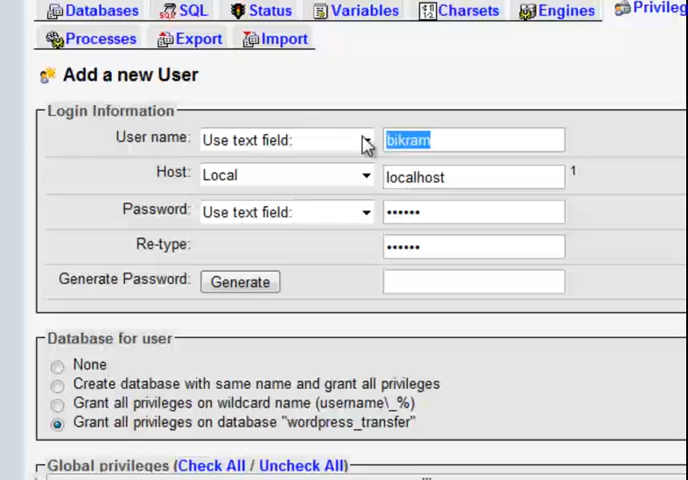 Databases SQL Status Variables Charsets Engines Privileg
Processes Export Import
Add a new User
Login Information
User name: Use text field: bikram
Host: Local localhost 1
Password: Use text field: ••••••
Re-type: ••••••
Generate Password: Generate
Database for user
None
Create database with same name and grant all privileges
Grant all privileges on wildcard name (username\_%)
Grant all privileges on database "wordpress_transfer"
Global privileges (Check All / Uncheck All)